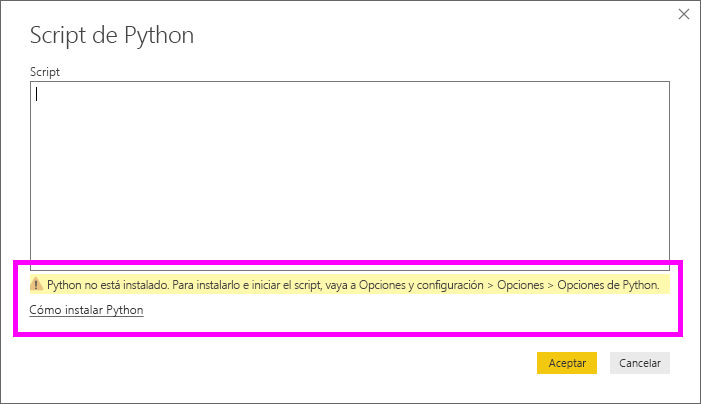 Script de Python
Script
Python no está instalado. Para instalarlo e iniciar el script, vaya a Opciones y configuración > Opciones > Opciones de Python.
Cómo instalar Python
Aceptar
Cancelar